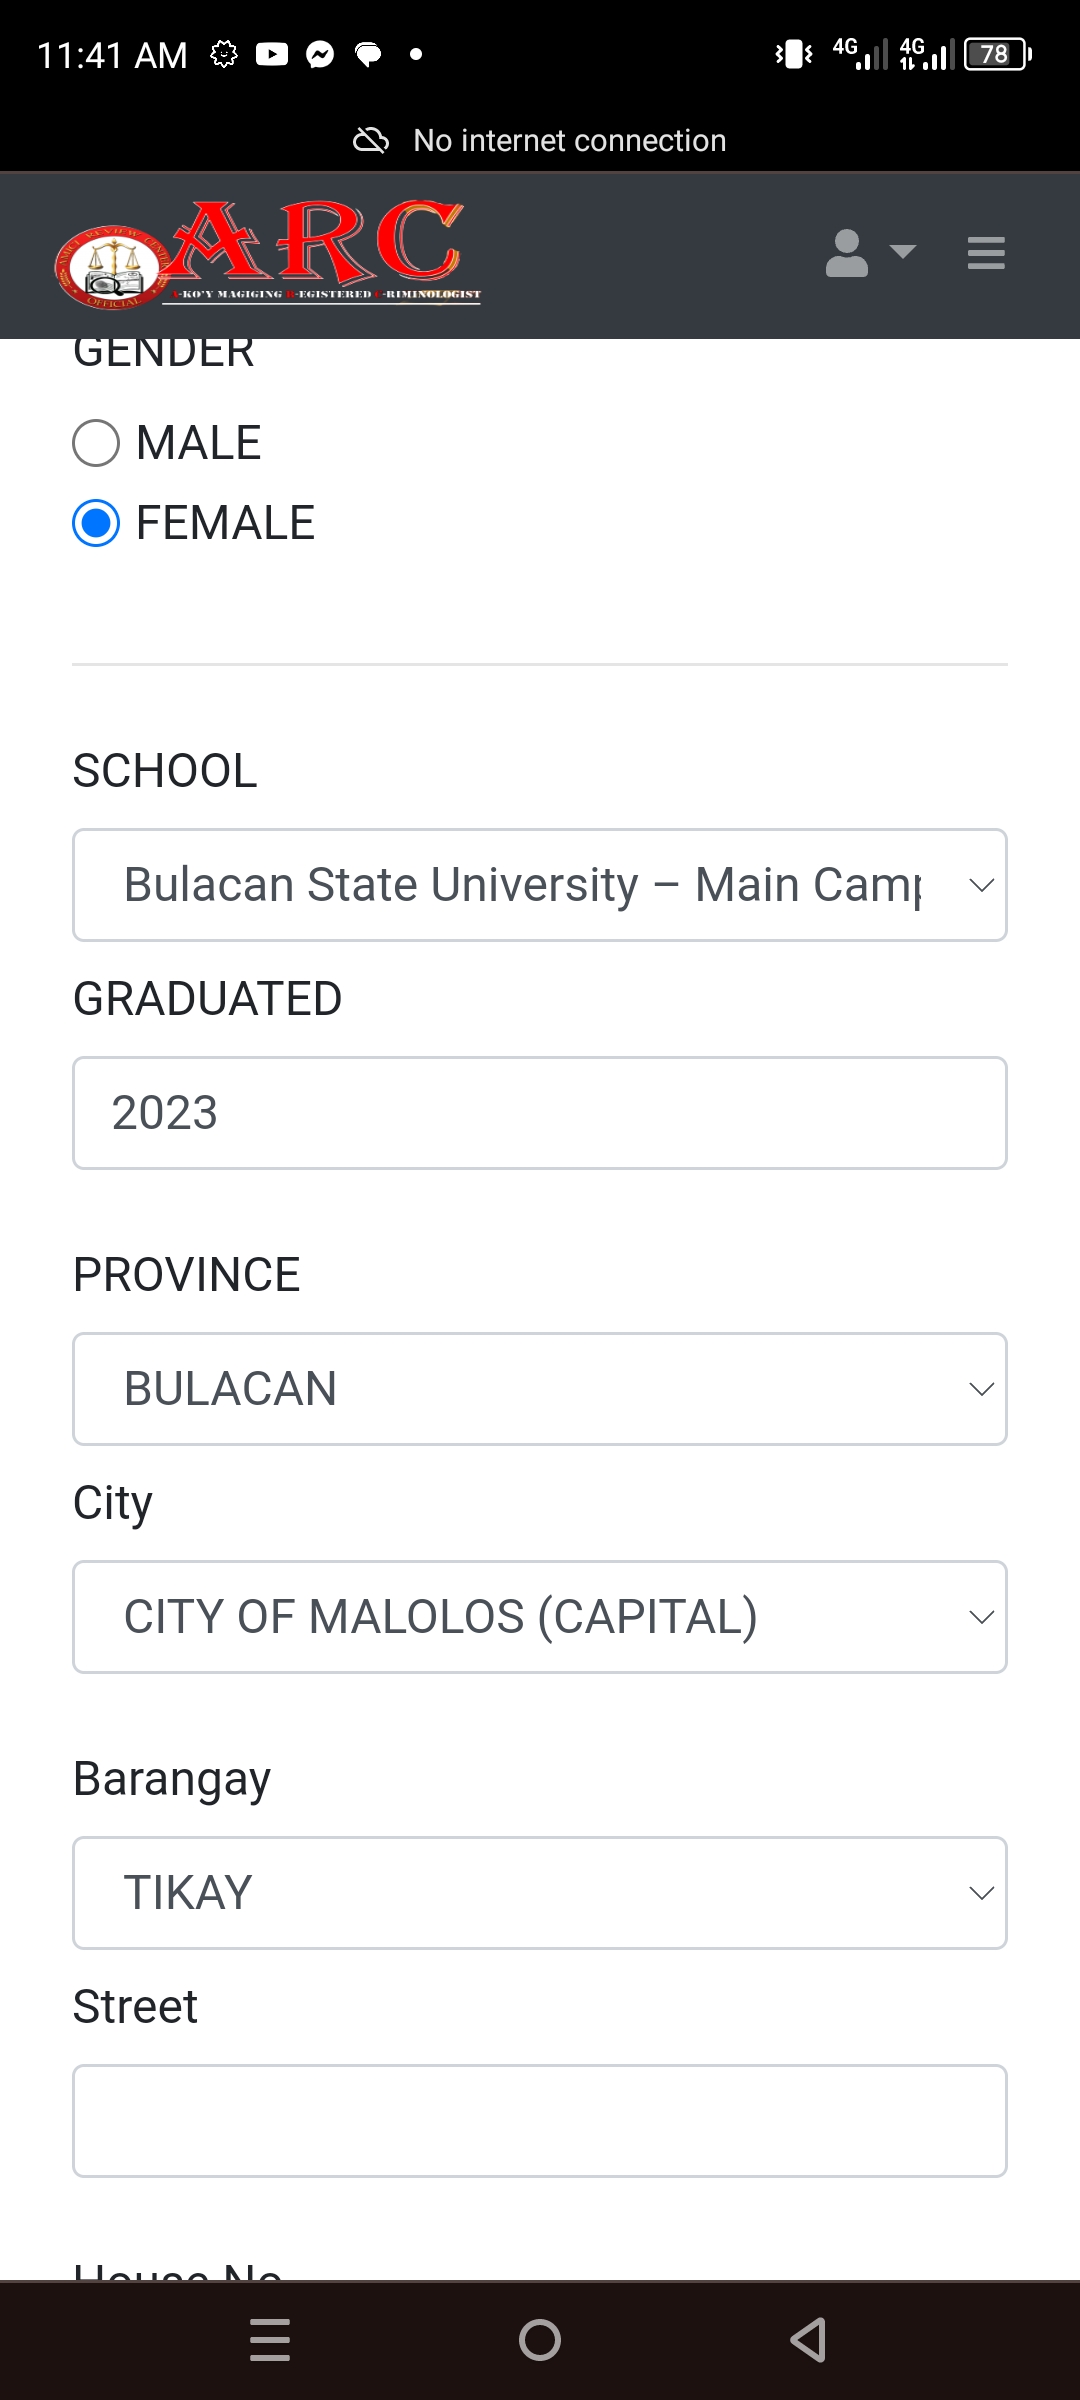 11:41 AM
4G 4G 78
No internet connection
ARC
-KO'Y MAGIGING R-EGISTERED C-RIMINOLOGIST
OFFICIAL
GENDER
MALE
FEMALE
SCHOOL
Bulacan State University – Main Camp
GRADUATED
2023
PROVINCE
BULACAN
City
CITY OF MALOLOS (CAPITAL)
Barangay
TIKAY
Street
House No